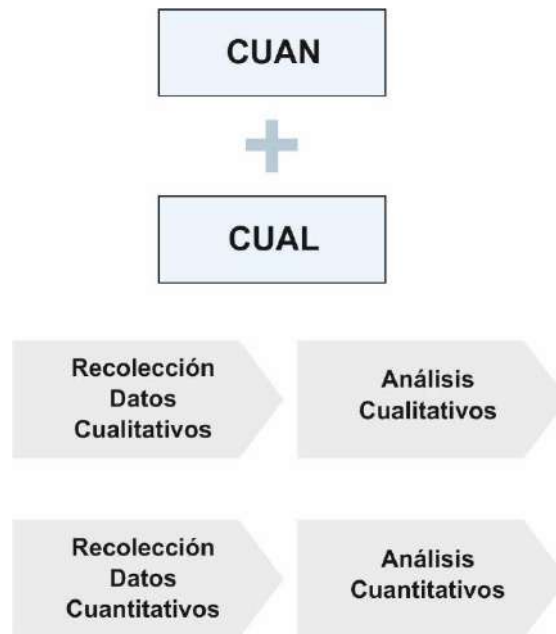 CUAN
CUAL
Recolección
Datos
Cualitativos
Análisis
Cualitativos
Recolección
Datos
Cuantitativos
Análisis
Cuantitativos